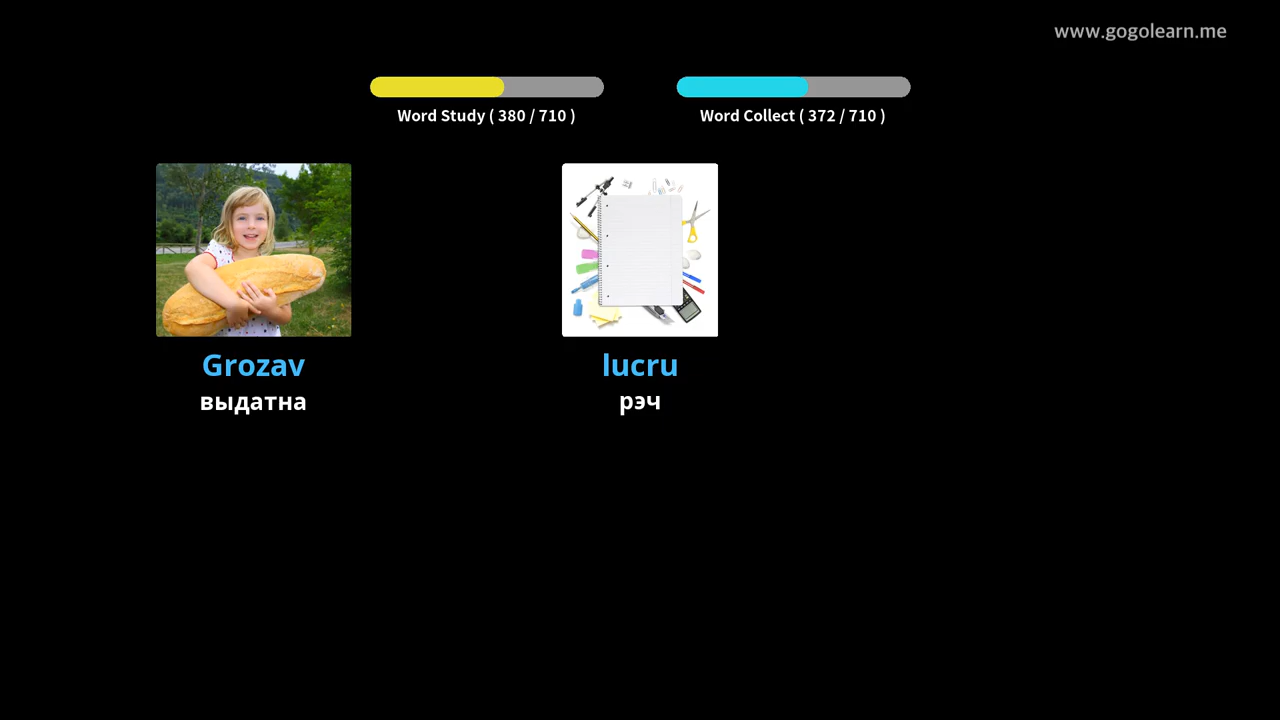 www.gogolearn.me
Word Study ( 380 / 710 )
Word Collect ( 372 / 710 )
Grozav
выдатна
lucru
рэч